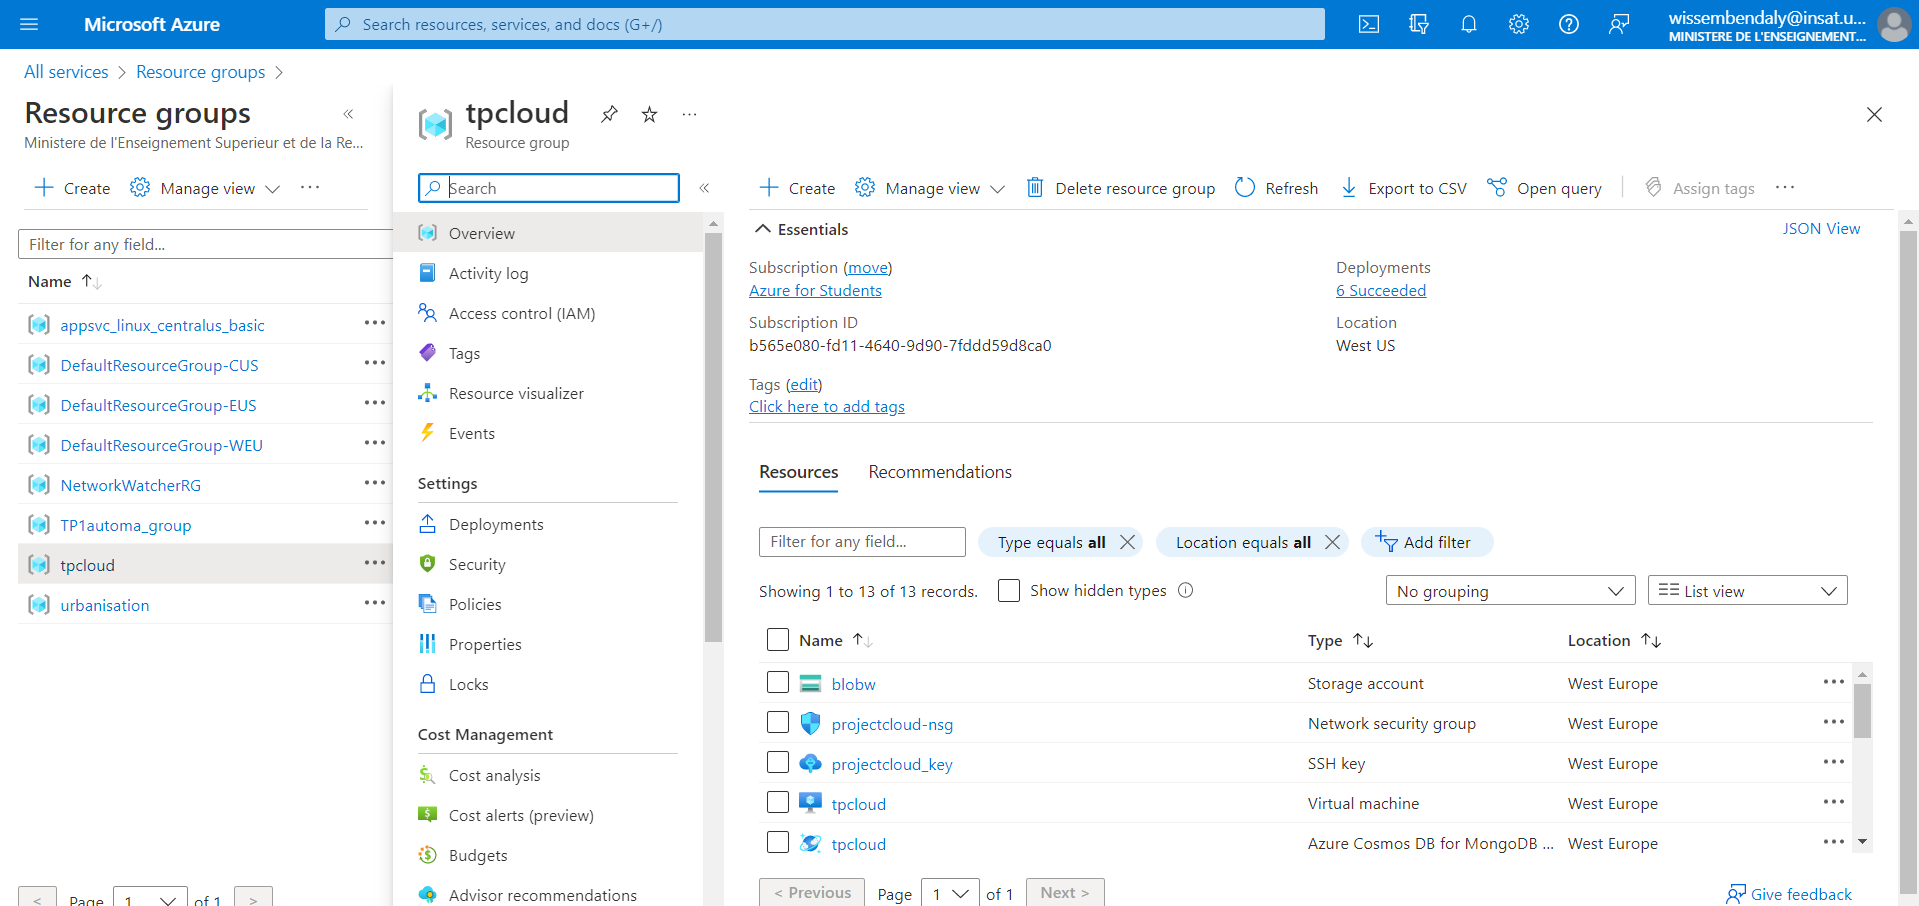 Microsoft Azure
Search resources, services, and docs (G+/)
wissembendaly@insat.u...
MINISTERE DE L'ENSEIGNEMENT...
All services
Resource groups
Resource groups
«
Ministere de l'Enseignement Superieur et de la Re...
Create
Manage view
...
Filter for any field...
Name
appsvc_linux_centralus_basic
DefaultResourceGroup-CUS
DefaultResourceGroup-EUS
DefaultResourceGroup-WEU
NetworkWatcherRG
TP1automa_group
tpcloud
urbanisation
< Page 1 of 1 >
tpcloud
...
Resource group
Search
«
Overview
Activity log
Access control (IAM)
Tags
Resource visualizer
Events
Settings
Deployments
Security
Policies
Properties
Locks
Cost Management
Cost analysis
Cost alerts (preview)
Budgets
Advisor recommendations
Create
Manage view
Delete resource group
Refresh
Export to CSV
Open query
Assign tags
...
Essentials
JSON View
Subscription (move)
Azure for Students
Subscription ID
b565e080-fd11-4640-9d90-7fddd59d8ca0
Deployments
6 Succeeded
Location
West US
Tags (edit)
Click here to add tags
Resources
Recommendations
Filter for any field...
Type equals all
Location equals all
Add filter
Showing 1 to 13 of 13 records.
Show hidden types
No grouping
List view
Name Type Location
blobw Storage account West Europe
projectcloud-nsg Network security group West Europe
projectcloud_key SSH key West Europe
tpcloud Virtual machine West Europe
tpcloud Azure Cosmos DB for MongoDB ... West Europe
< Previous Page 1 of 1 Next >
Give feedback